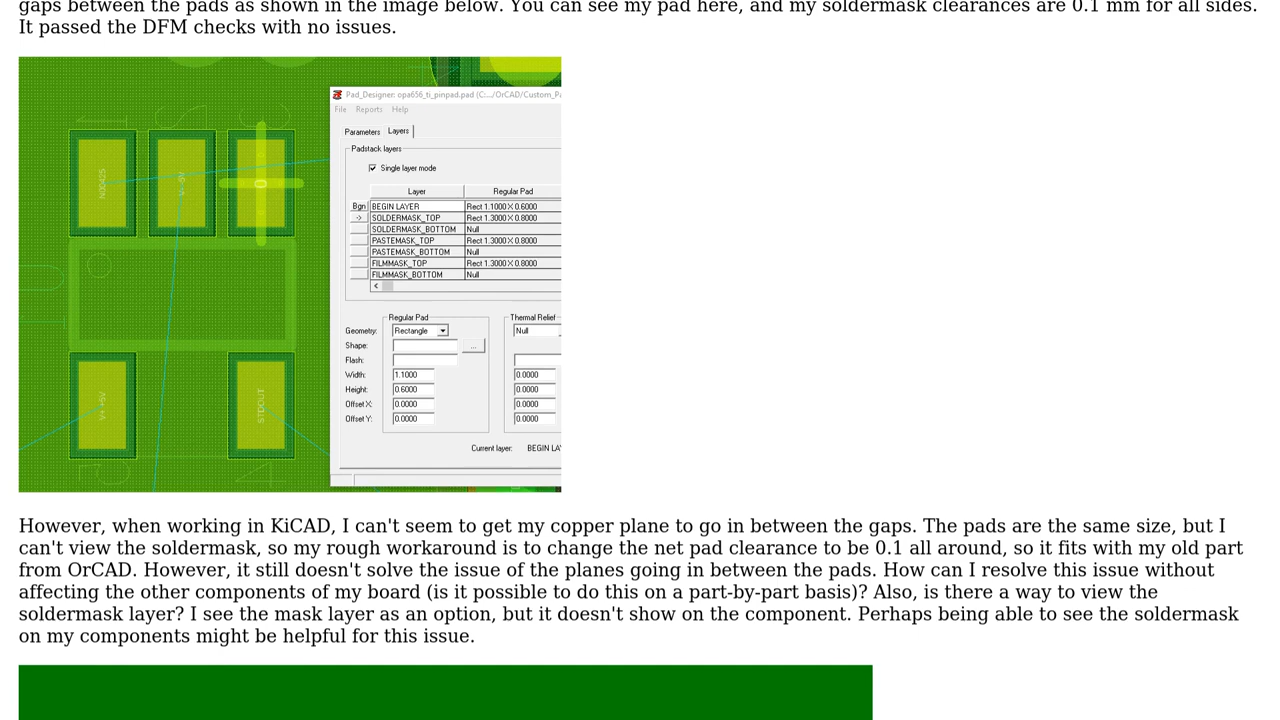 gaps between the pads as shown in the image below. You can see my pad here, and my soldermask clearances are 0.1 mm for all sides.
It passed the DFM checks with no issues.
Pad_Designer: opa656_ti_pinpad.pad (C:.../OrCAD/Custom_Pa
File Reports Help
Parameters Layers
Padstack layers
Single layer mode
Layer Regular Pad
Bgn BEGIN LAYER Rect 1.1000 X 0.6000
-> SOLDERMASK_TOP Rect 1.3000 X 0.8000
SOLDERMASK_BOTTOM Null
PASTEMASK_TOP Rect 1.3000 X 0.8000
PASTEMASK_BOTTOM Null
FILMMASK_TOP Rect 1.3000 X 0.8000
FILMMASK_BOTTOM Null
<
Regular Pad Thermal Relief
Geometry: Rectangle Null
Shape: ...
Flash:
Width: 1.1000 0.0000
Height: 0.6000 0.0000
Offset X: 0.0000 0.0000
Offset Y: 0.0000 0.0000
Current layer: BEGIN LA
V+ +5V
STDOUT
5 4
However, when working in KiCAD, I can't seem to get my copper plane to go in between the gaps. The pads are the same size, but I
can't view the soldermask, so my rough workaround is to change the net pad clearance to be 0.1 all around, so it fits with my old part
from OrCAD. However, it still doesn't solve the issue of the planes going in between the pads. How can I resolve this issue without
affecting the other components of my board (is it possible to do this on a part-by-part basis)? Also, is there a way to view the
soldermask layer? I see the mask layer as an option, but it doesn't show on the component. Perhaps being able to see the soldermask
on my components might be helpful for this issue.